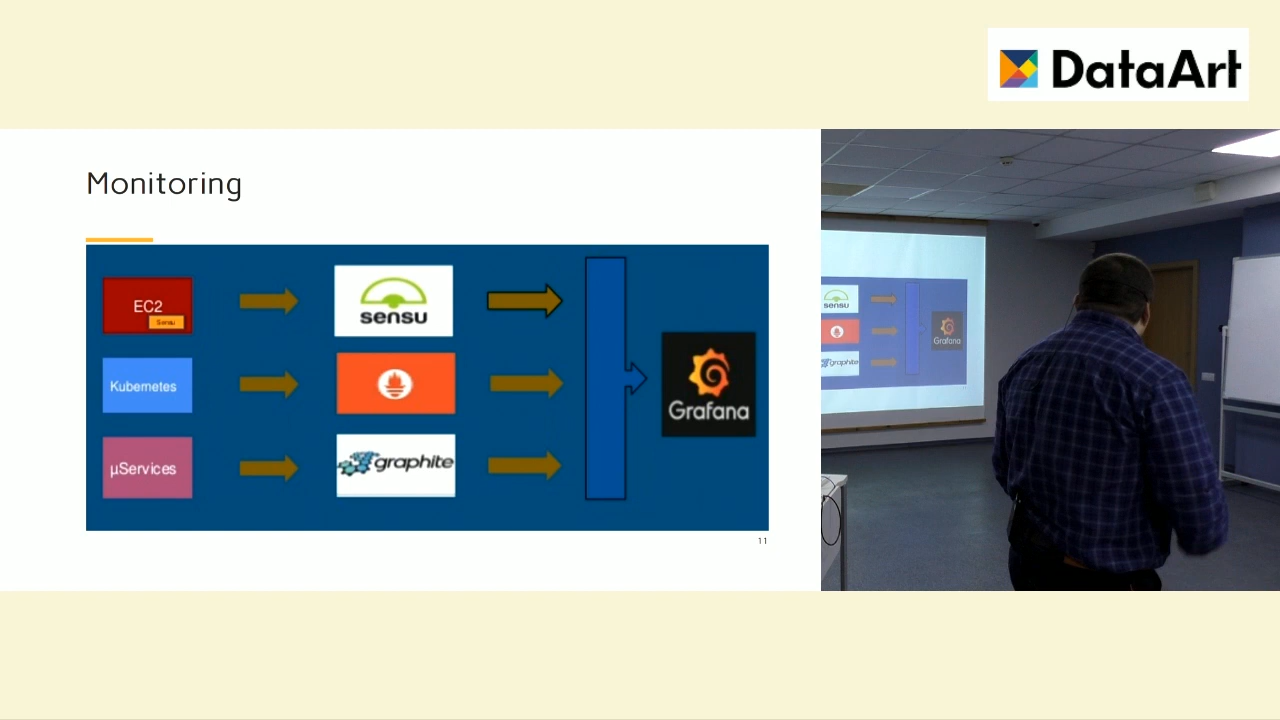 DataArt
Monitoring
EC2
Sensu
sensu
Kubernetes
µServices
graphite
Grafana
11
sensu
graphite
Grafana